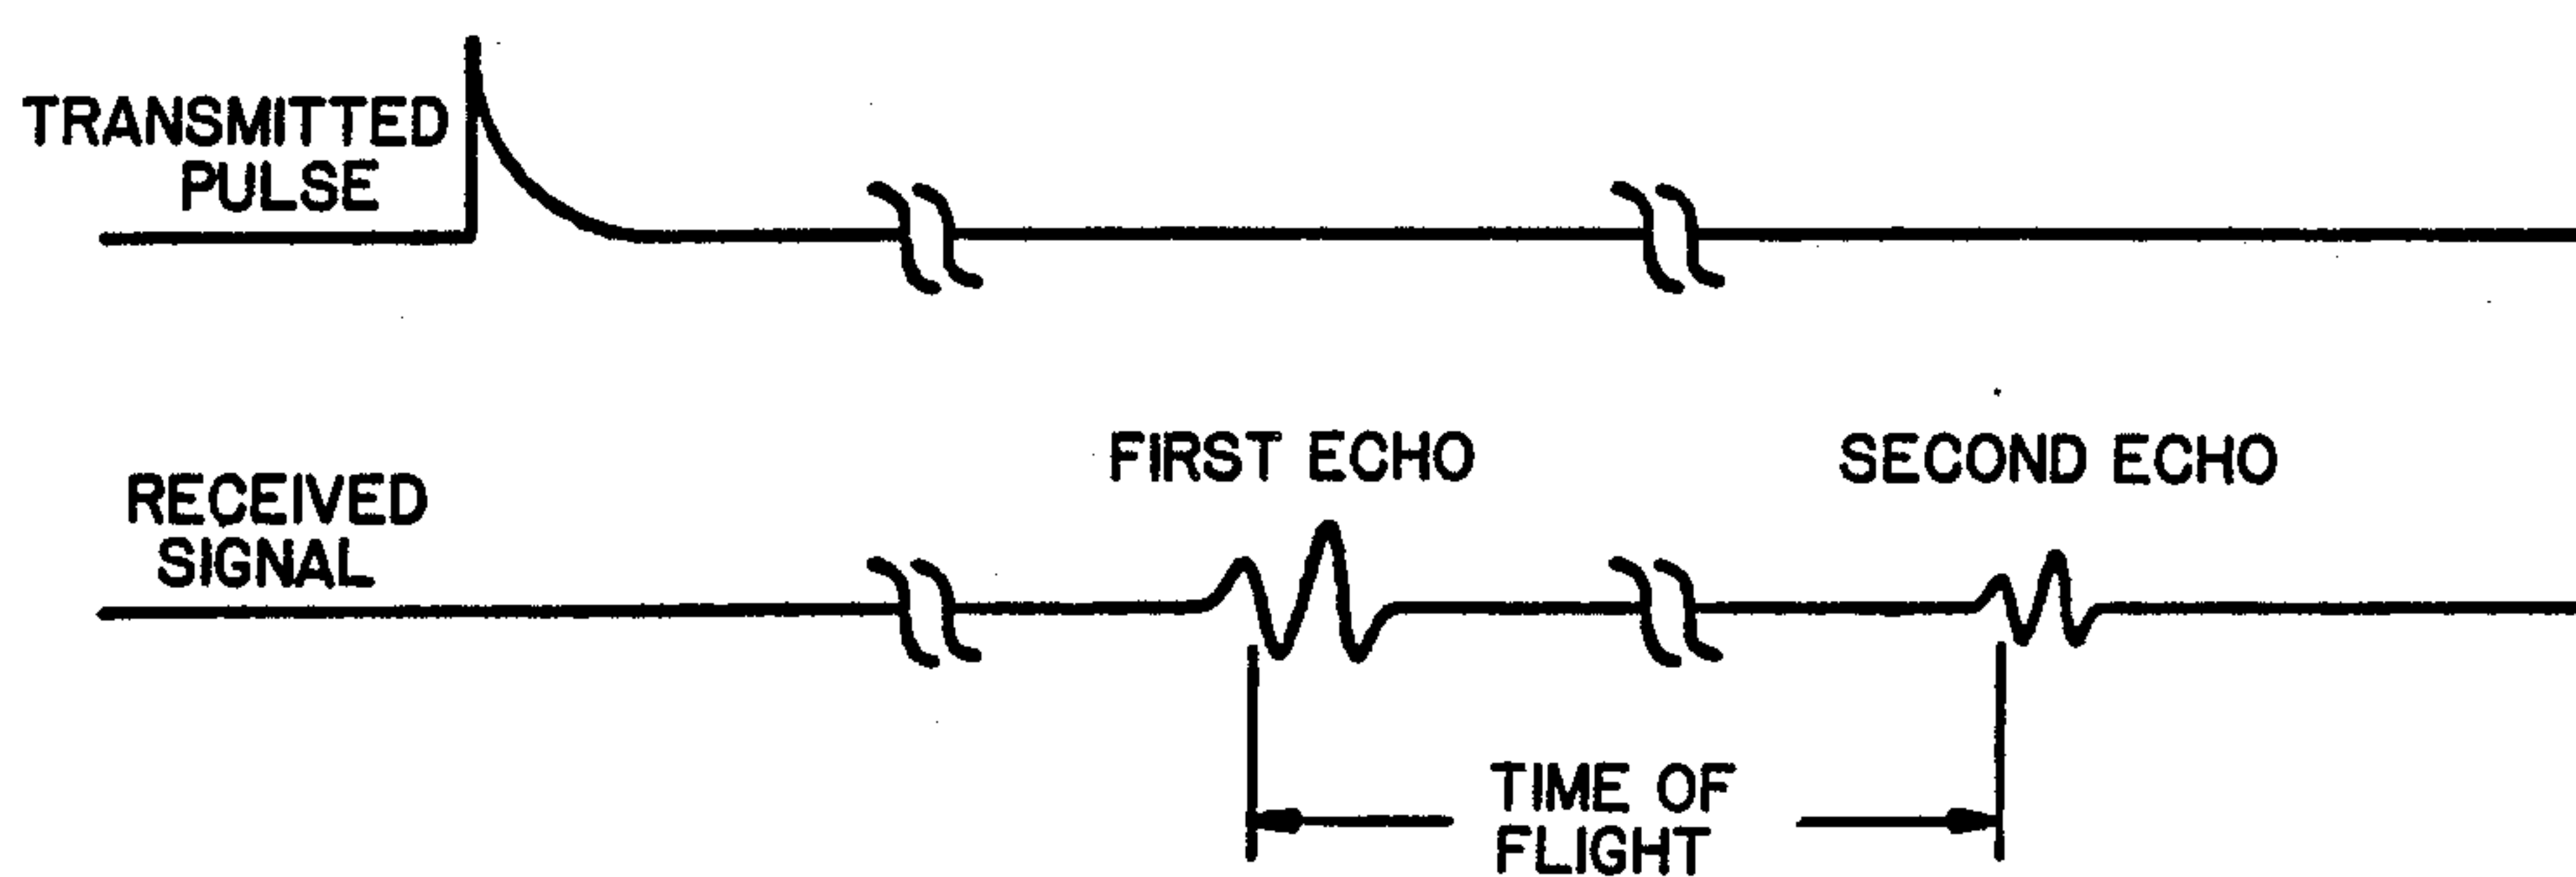 TRANSMITTED
PULSE
FIRST ECHO
SECOND ECHO
RECEIVED
SIGNAL
TIME OF
FLIGHT